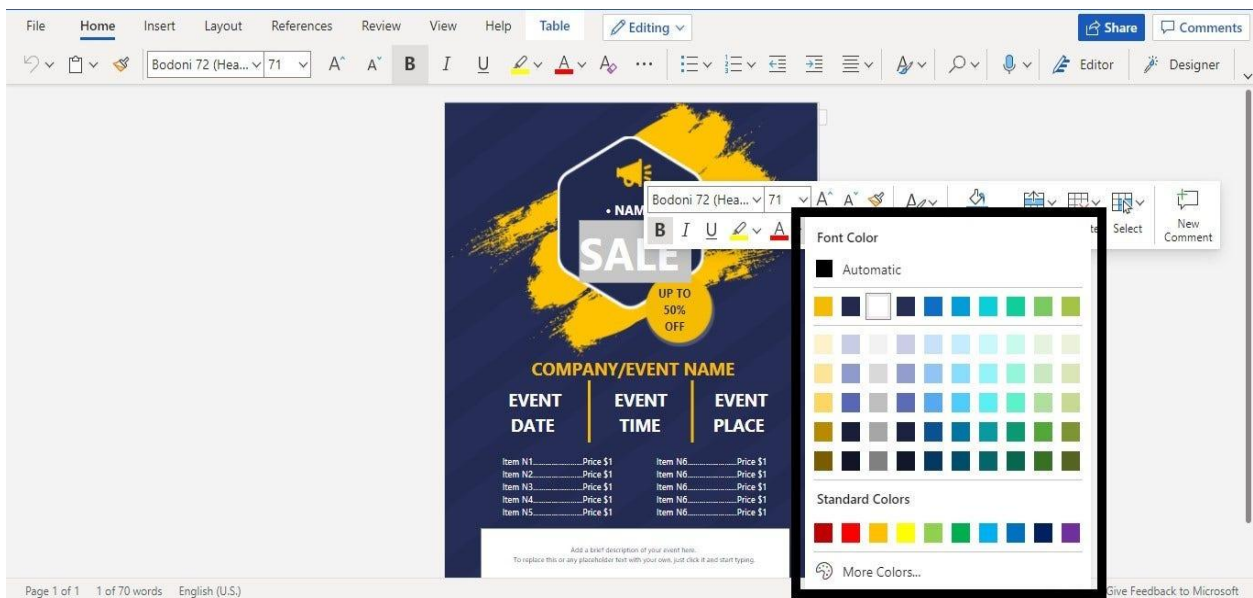 File Home Insert Layout References Review View Help Table Editing Share Comments
Bodoni 72 (Hea... 71 A A B I U A A ... Editor Designer
Bodoni 72 (Hea... 71 A A
B I U A Select New Comment
• NAM
SALE
UP TO
50%
OFF
COMPANY/EVENT NAME
EVENT DATE
EVENT TIME
EVENT PLACE
Item N1......................Price $1 Item N6......................Price $1
Item N2......................Price $1 Item N6......................Price $1
Item N3......................Price $1 Item N6......................Price $1
Item N4......................Price $1 Item N6......................Price $1
Item N5......................Price $1 Item N6......................Price $1
Add a brief description of your event here.
To replace this or any placeholder text with your own, just click it and start typing.
Font Color
Automatic
Standard Colors
More Colors...
Page 1 of 1 1 of 70 words English (U.S.) Give Feedback to Microsoft